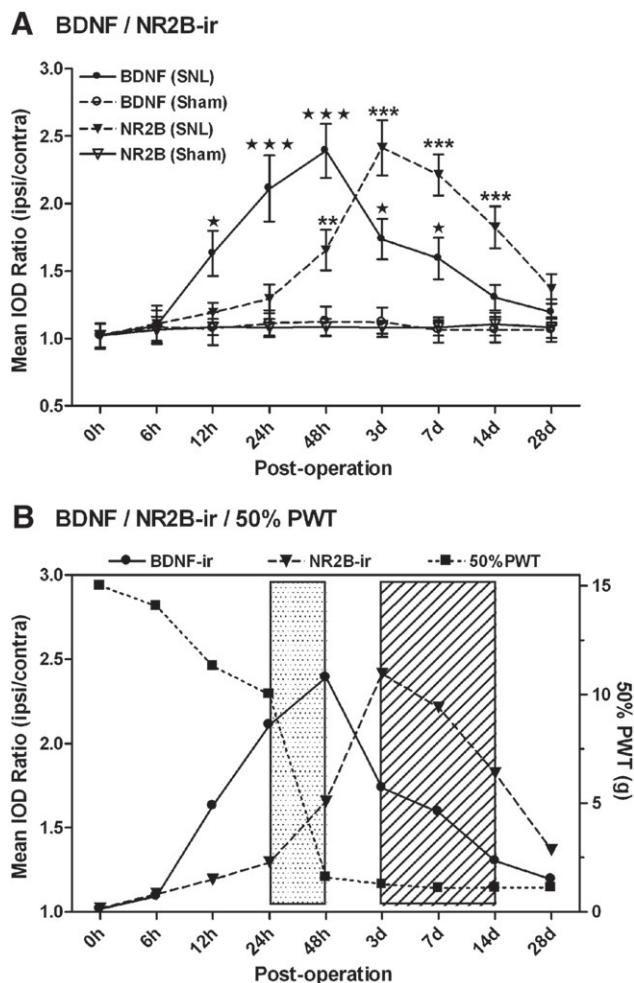 A BDNF / NR2B-ir
Mean IOD Ratio (ipsi/contra)
3.0
2.5
2.0
1.5
1.0
0.5
BDNF (SNL)
BDNF (Sham)
NR2B (SNL)
NR2B (Sham)
★
★★★
★★★
**
***
★
***
★
***
0h 6h 12h 24h 48h 3d 7d 14d 28d
Post-operation
B BDNF / NR2B-ir / 50% PWT
BDNF-ir NR2B-ir 50%PWT
Mean IOD Ratio (ipsi/contra)
3.0
2.5
2.0
1.5
1.0
15
10
5
0
50% PWT (g)
0h 6h 12h 24h 48h 3d 7d 14d 28d
Post-operation